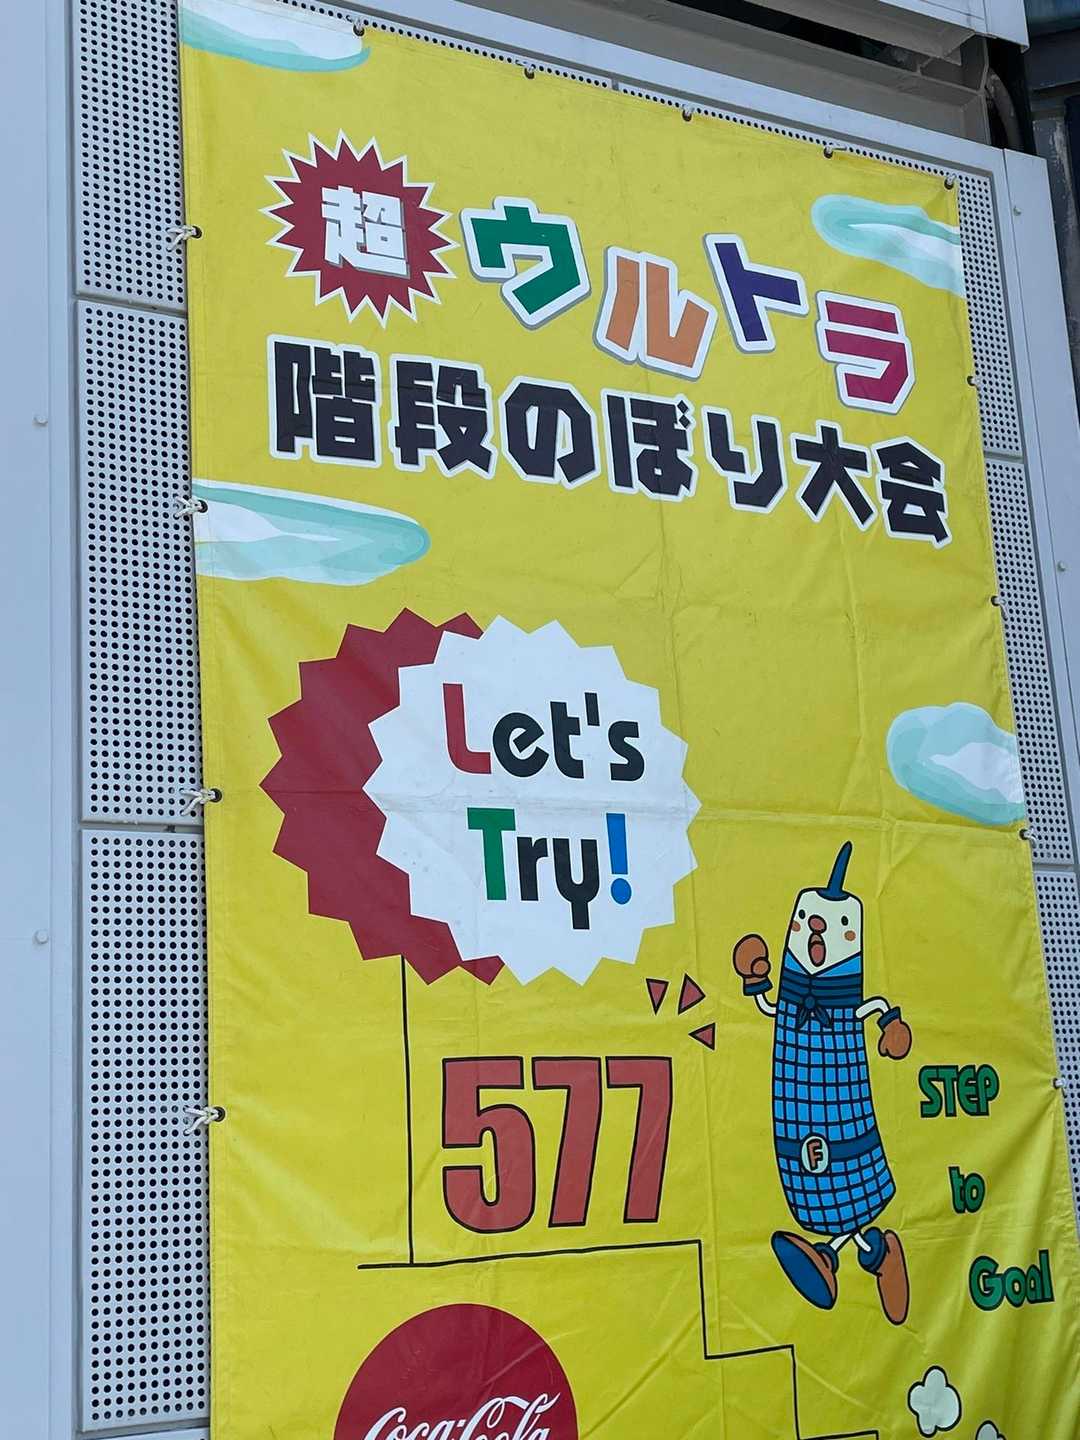 超ウルトラ
階段のぼり大会
Let's
Try!
577
F
STEP
to
Goal
Coca-Cola